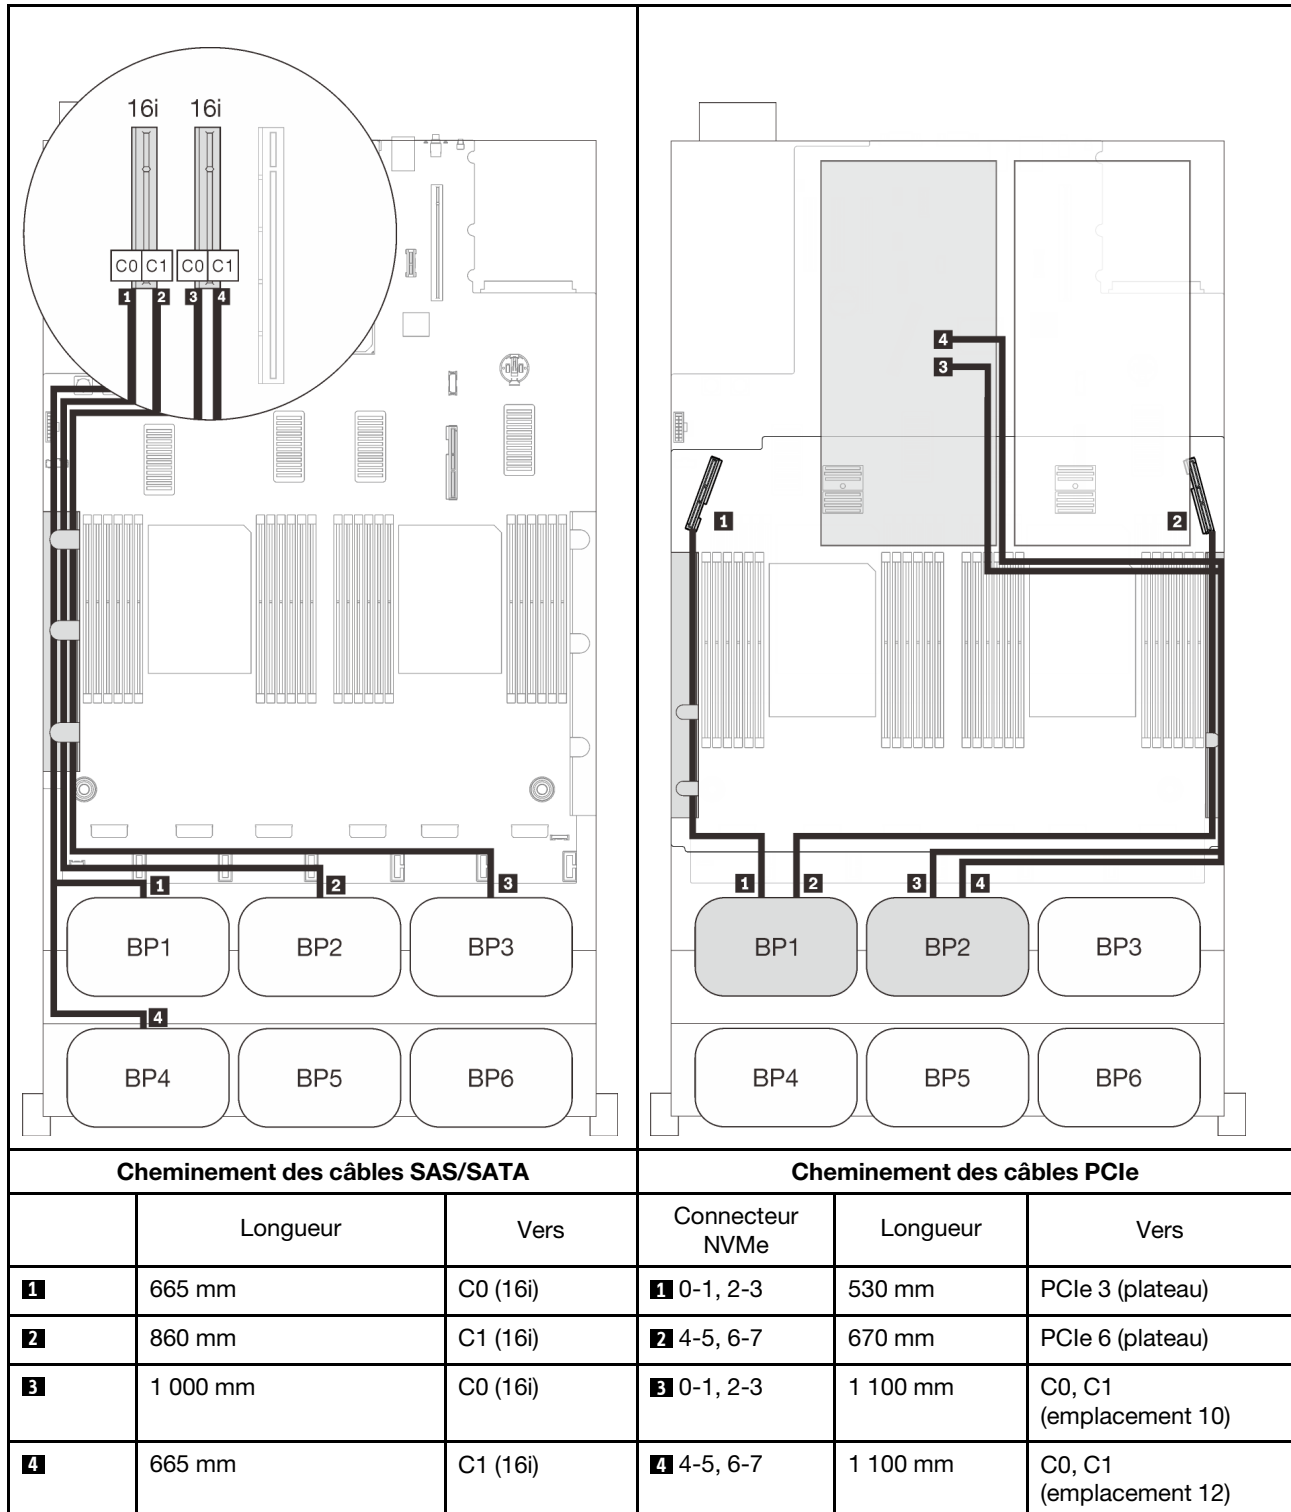 16i 16i
C0 C1 C0 C1
1 2 3 4
4
3
1 2
1 2 3
BP1 BP2 BP3
4
BP4 BP5 BP6
1 2 3 4
BP1 BP2 BP3
BP4 BP5 BP6
Cheminement des câbles SAS/SATA
Cheminement des câbles PCIe
Longueur Vers Connecteur NVMe Longueur Vers
1 665 mm C0 (16i) 1 0-1, 2-3 530 mm PCIe 3 (plateau)
2 860 mm C1 (16i) 2 4-5, 6-7 670 mm PCIe 6 (plateau)
3 1 000 mm C0 (16i) 3 0-1, 2-3 1 100 mm C0, C1
(emplacement 10)
4 665 mm C1 (16i) 4 4-5, 6-7 1 100 mm C0, C1
(emplacement 12)